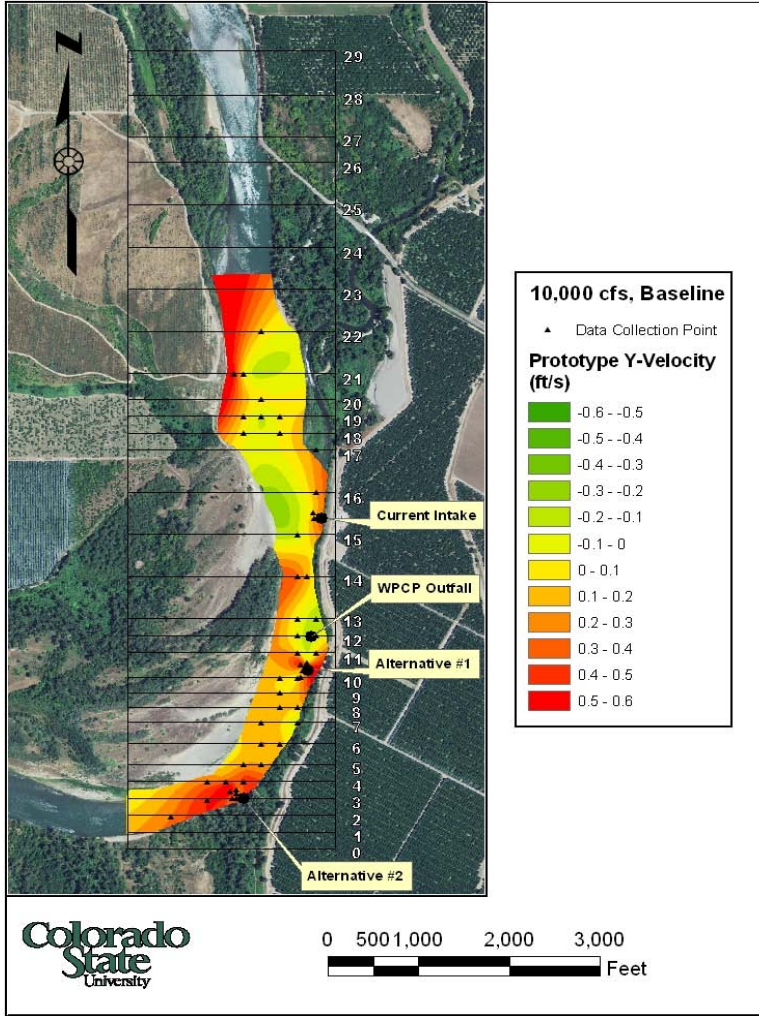 N
29
28
27
26
25
24
23
22
21
20
19
18
17
16
15
14
13
12
11
10
9
8
7
6
5
4
3
2
1
0
Current Intake
WPCP Outfall
Alternative #1
Alternative #2
10,000 cfs, Baseline
Data Collection Point
Prototype Y-Velocity
(ft/s)
-0.6 - -0.5
-0.5 - -0.4
-0.4 - -0.3
-0.3 - -0.2
-0.2 - -0.1
-0.1 - 0
0 - 0.1
0.1 - 0.2
0.2 - 0.3
0.3 - 0.4
0.4 - 0.5
0.5 - 0.6
Colorado
State
University
0 500 1,000 2,000 3,000
Feet